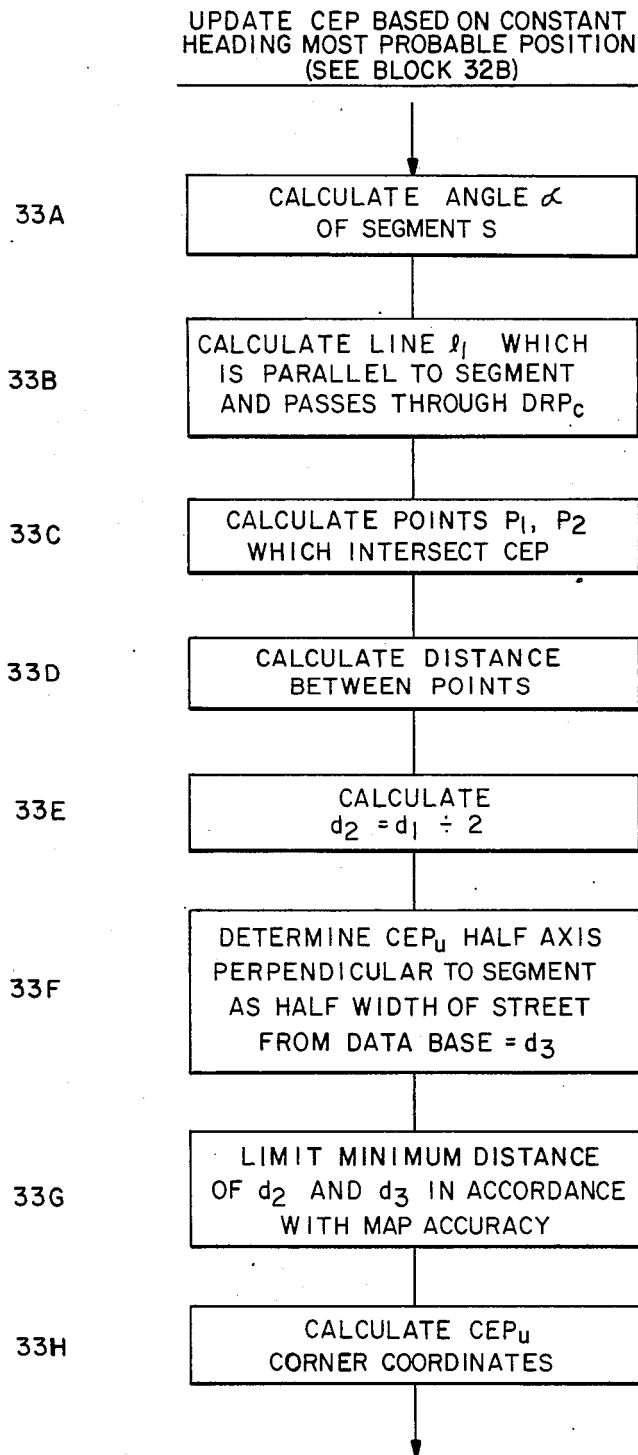 UPDATE CEP BASED ON CONSTANT
HEADING MOST PROBABLE POSITION
(SEE BLOCK 32B)
33A
CALCULATE ANGLE α
OF SEGMENT S
33B
CALCULATE LINE ℓ₁ WHICH
IS PARALLEL TO SEGMENT
AND PASSES THROUGH DRP꜀
33C
CALCULATE POINTS P₁, P₂
WHICH INTERSECT CEP
33D
CALCULATE DISTANCE
BETWEEN POINTS
33E
CALCULATE
d₂ = d₁ ÷ 2
33F
DETERMINE CEPᵤ HALF AXIS
PERPENDICULAR TO SEGMENT
AS HALF WIDTH OF STREET
FROM DATA BASE = d₃
33G
LIMIT MINIMUM DISTANCE
OF d₂ AND d₃ IN ACCORDANCE
WITH MAP ACCURACY
33H
CALCULATE CEPᵤ
CORNER COORDINATES